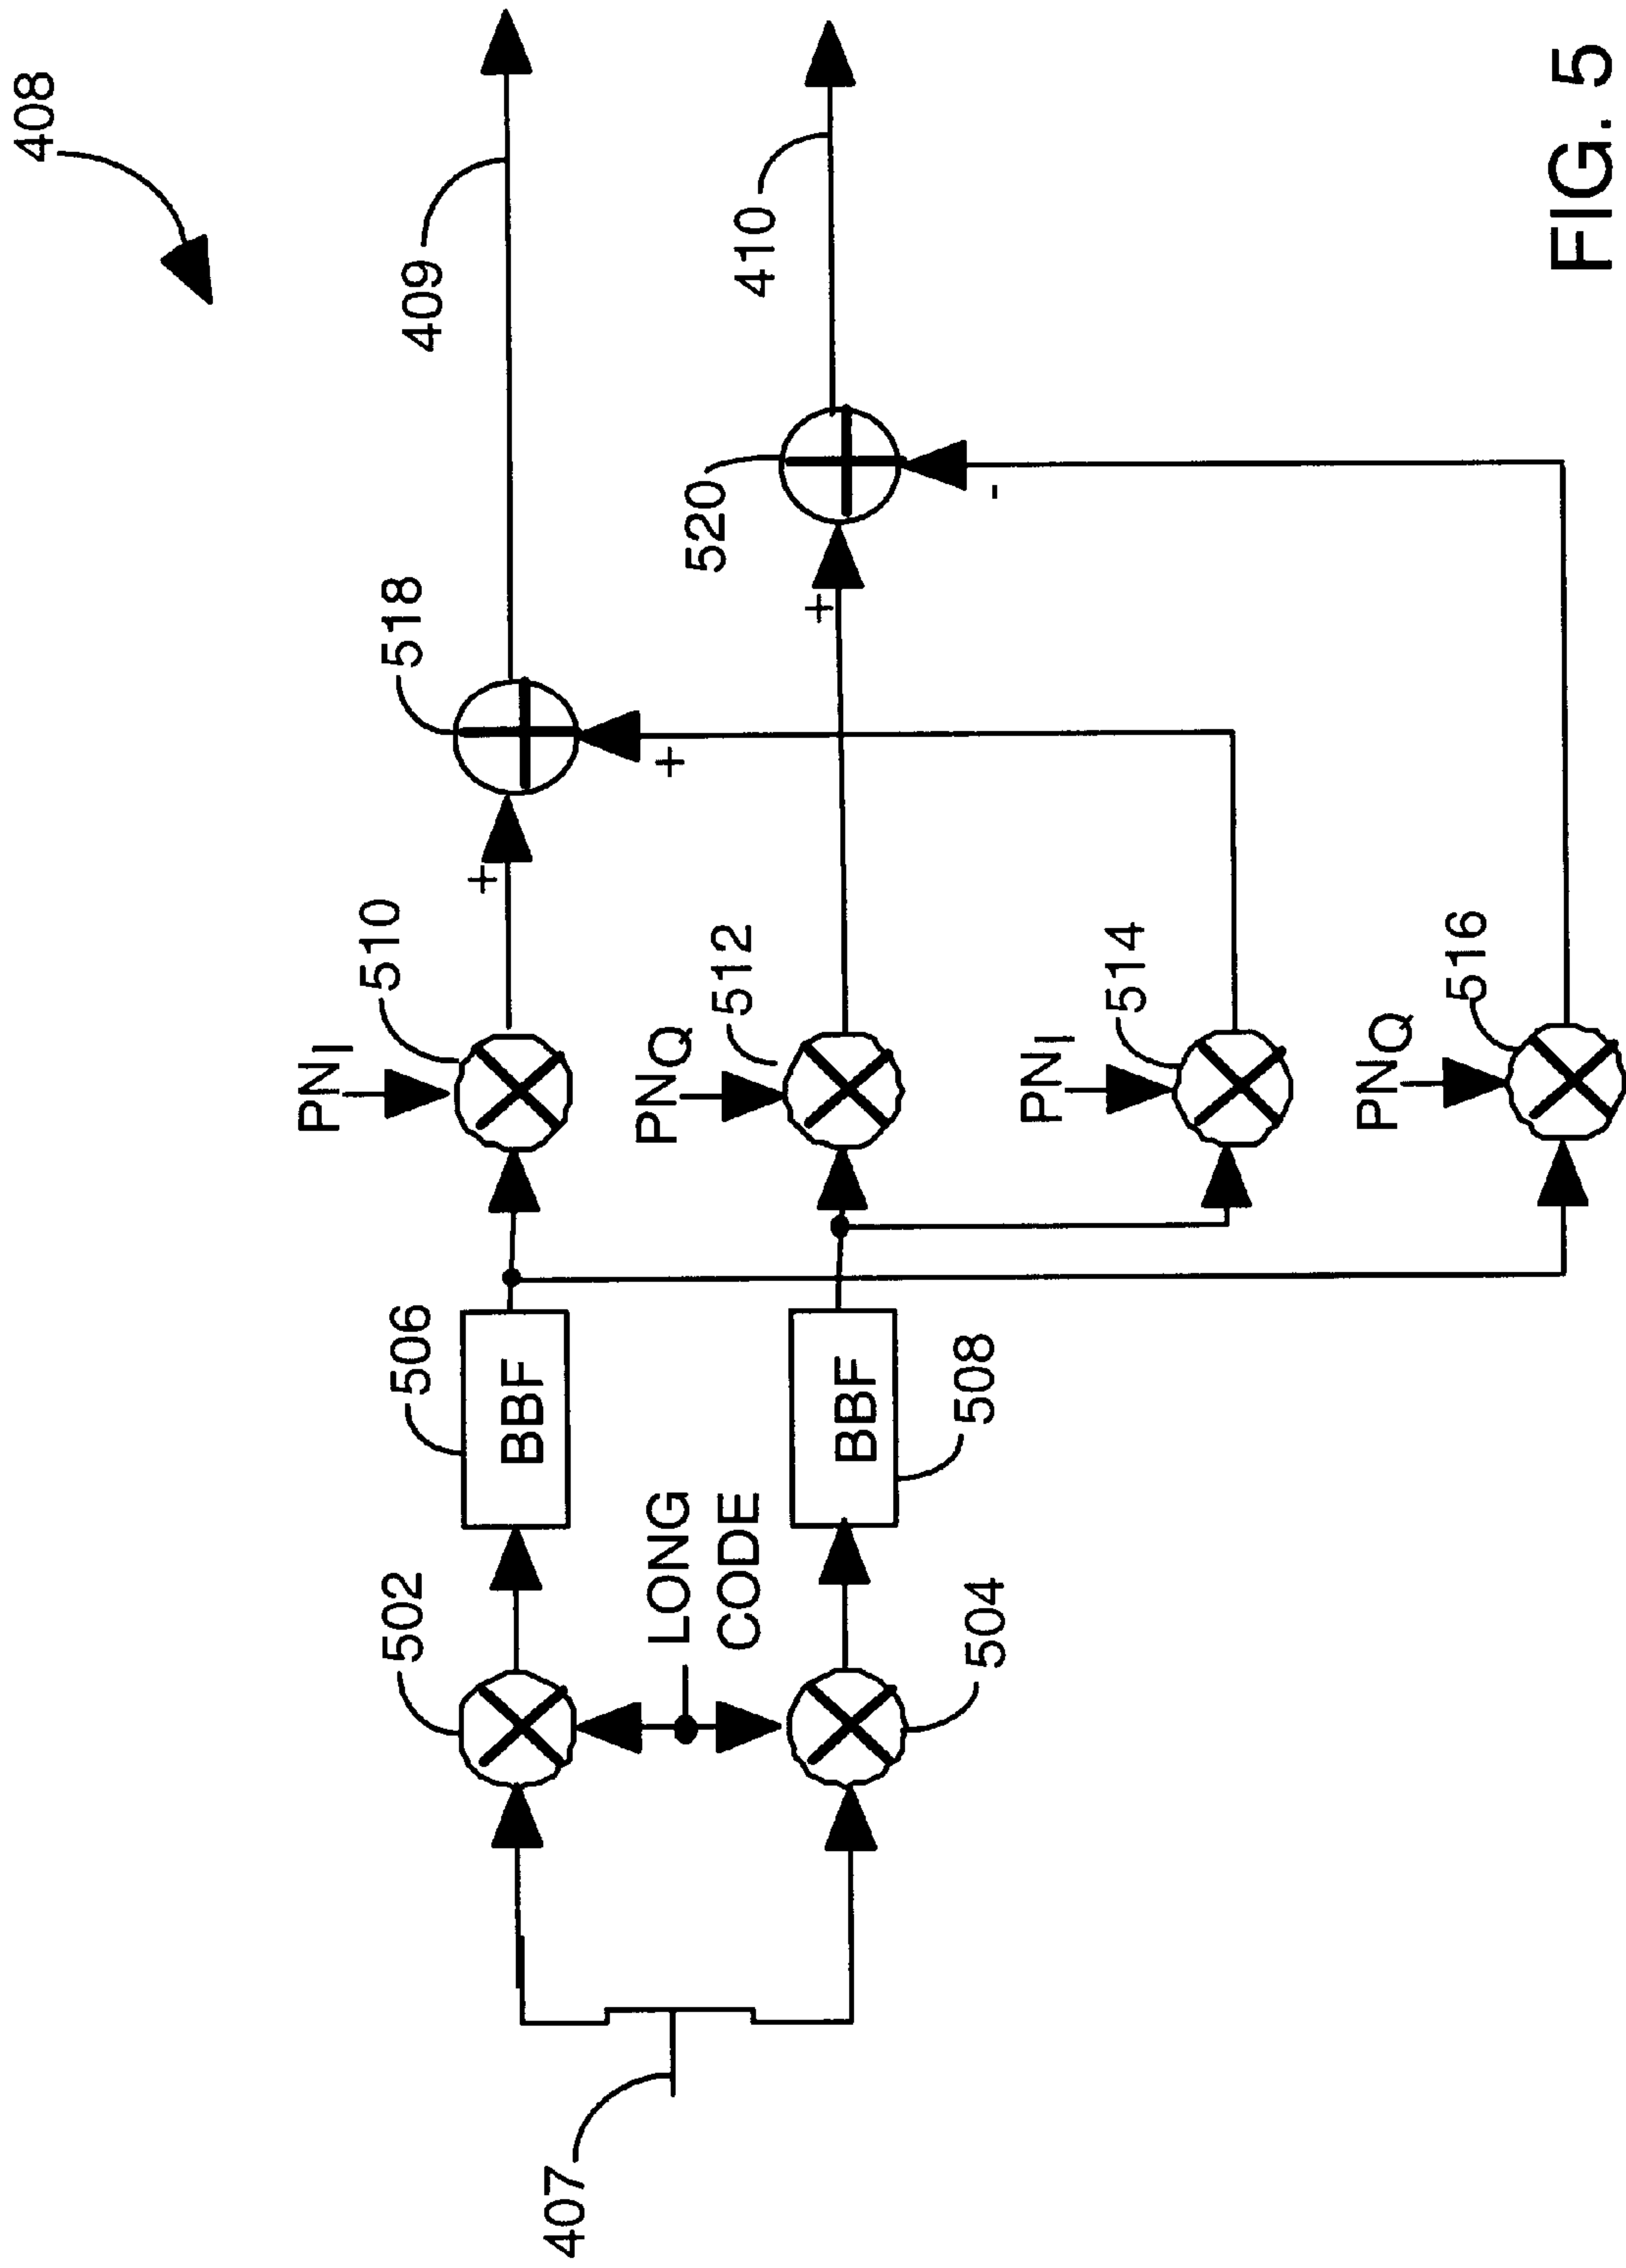 408
409
410
518
520
510
PNI
512
PNQ
514
PNI
516
PNQ
506
BBF
508
BBF
502
LONG
CODE
504
407
FIG. 5
+
+
+
-